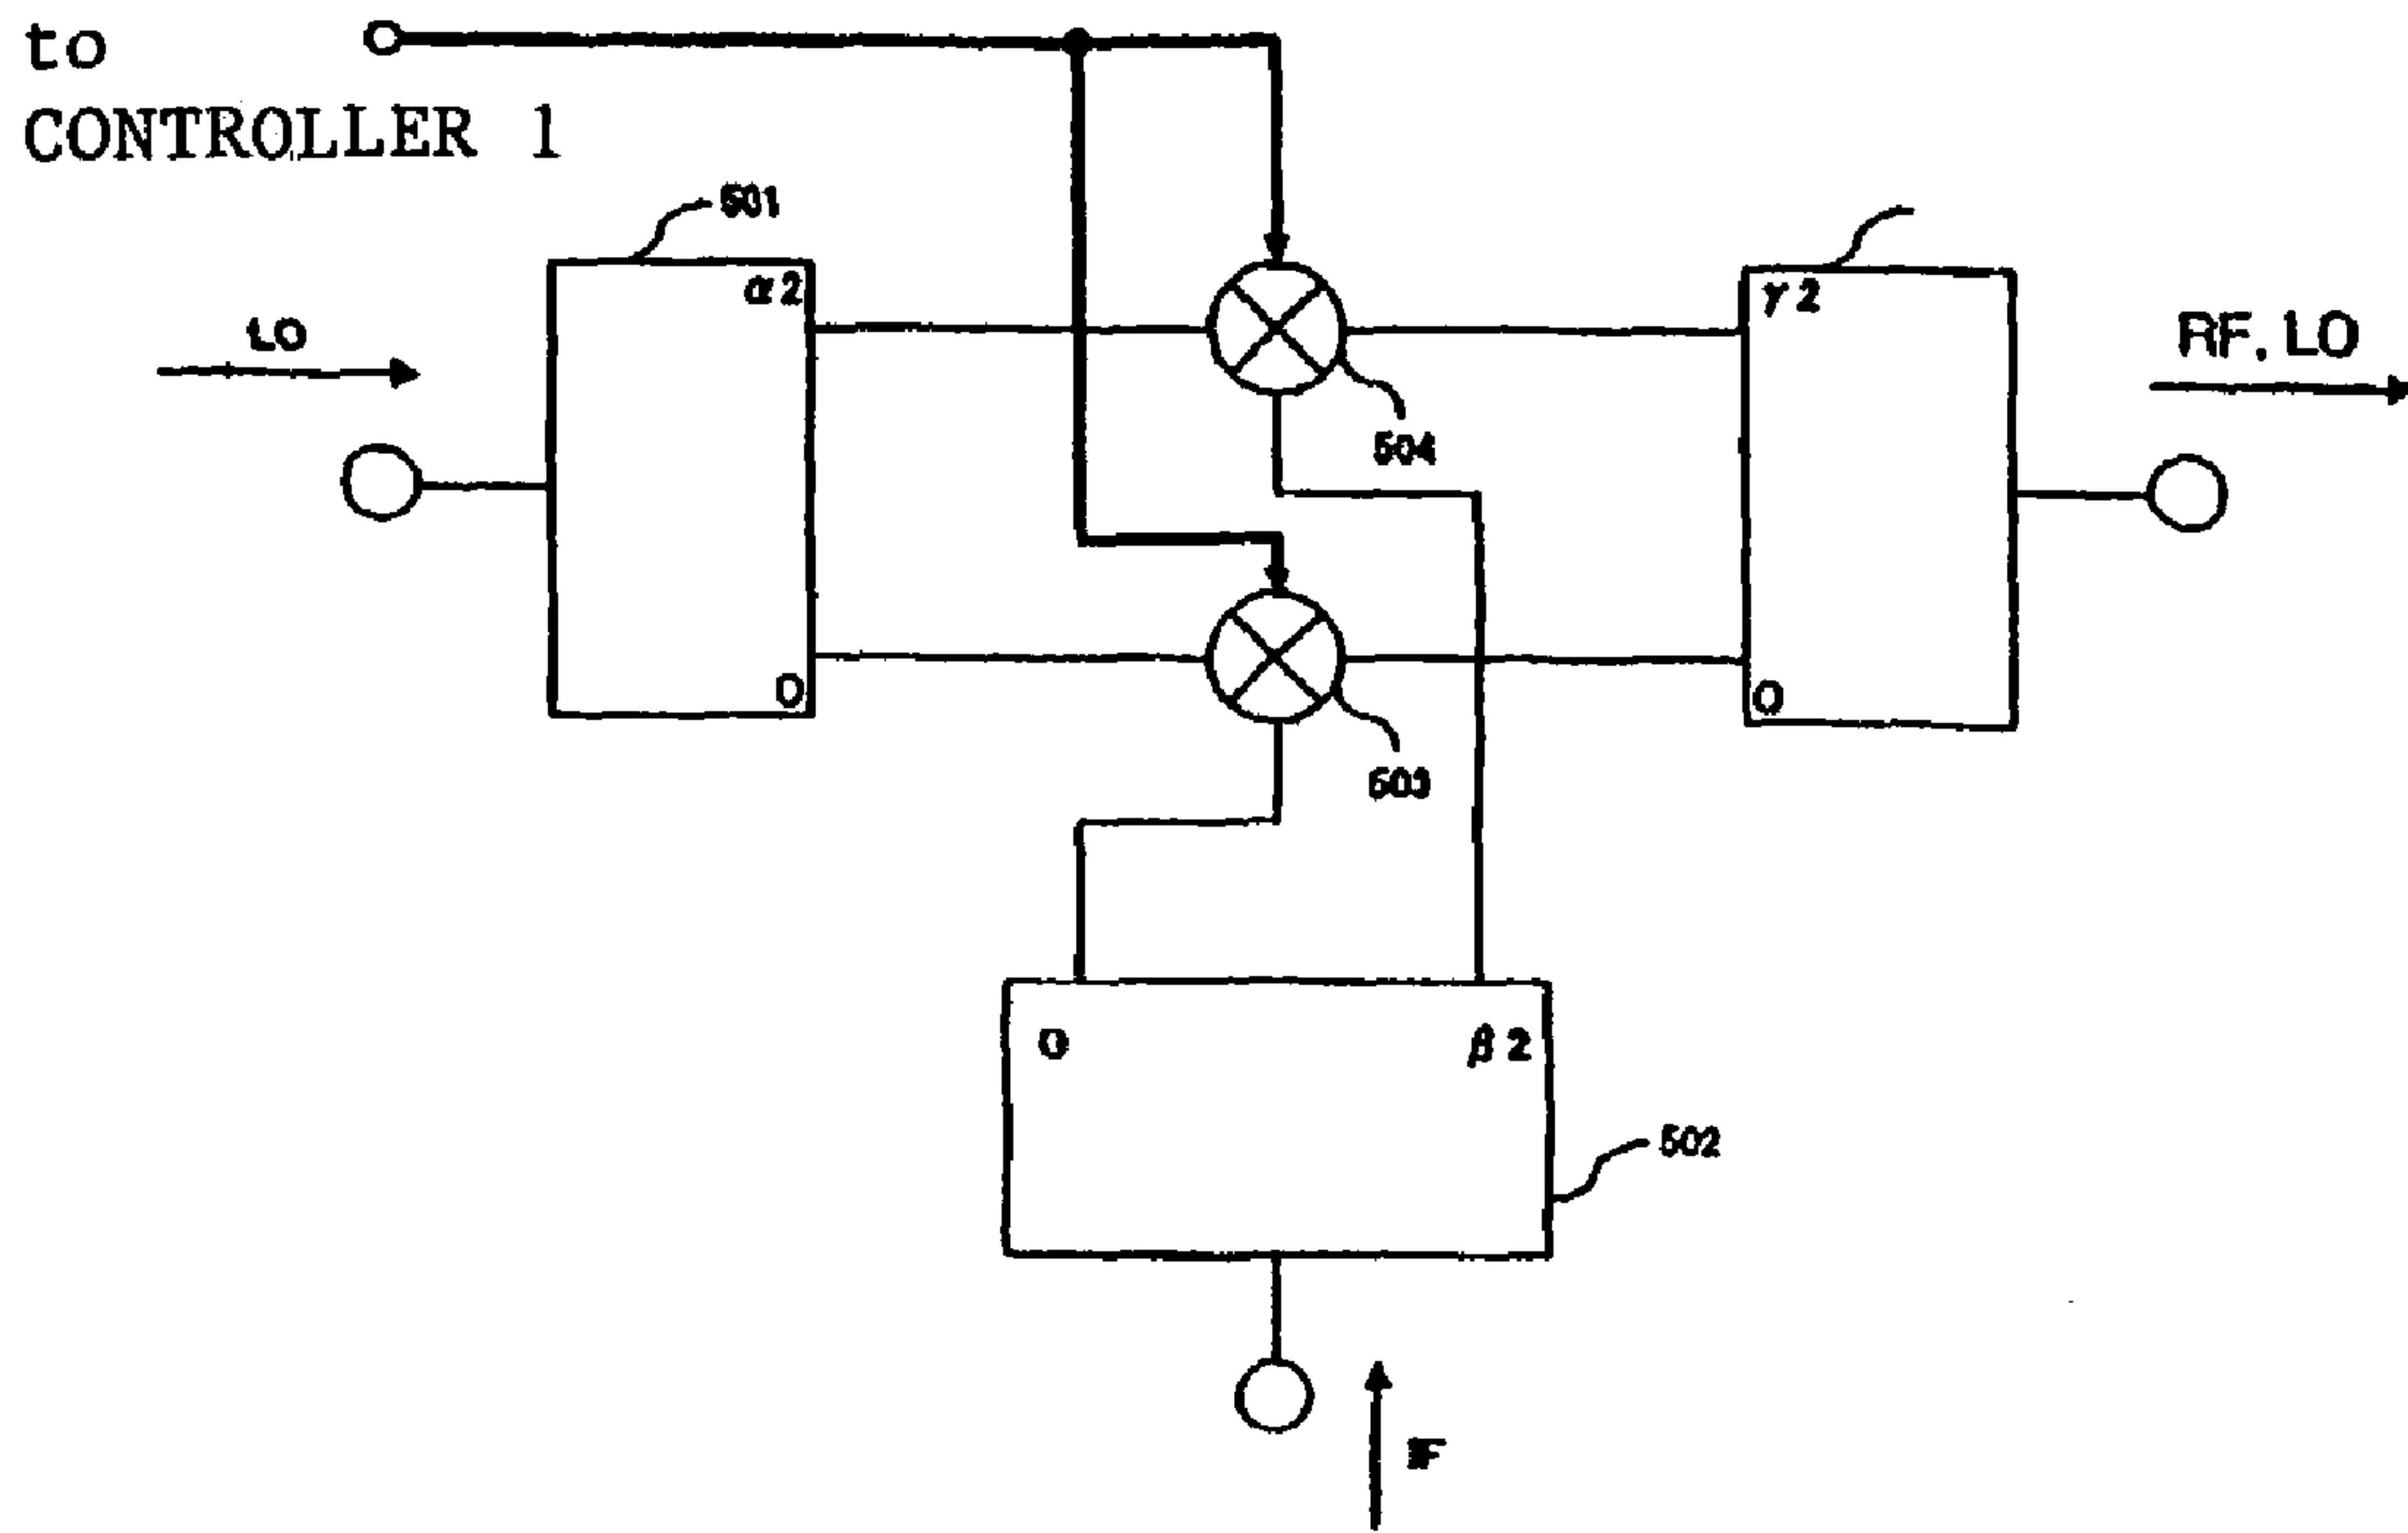 to
CONTROLLER 1
501
α2
γ2
LO
RF, LO
504
0
0
503
0
β2
502
IF